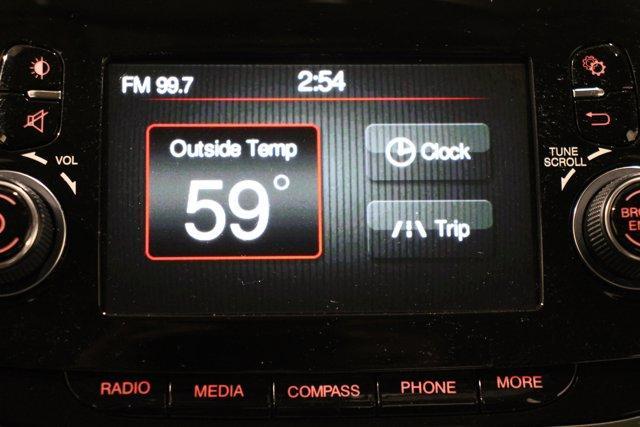 FM 99.7
2:54
Outside Temp
59°
Clock
Trip
VOL
TUNE
SCROLL
RADIO
MEDIA
COMPASS
PHONE
MORE